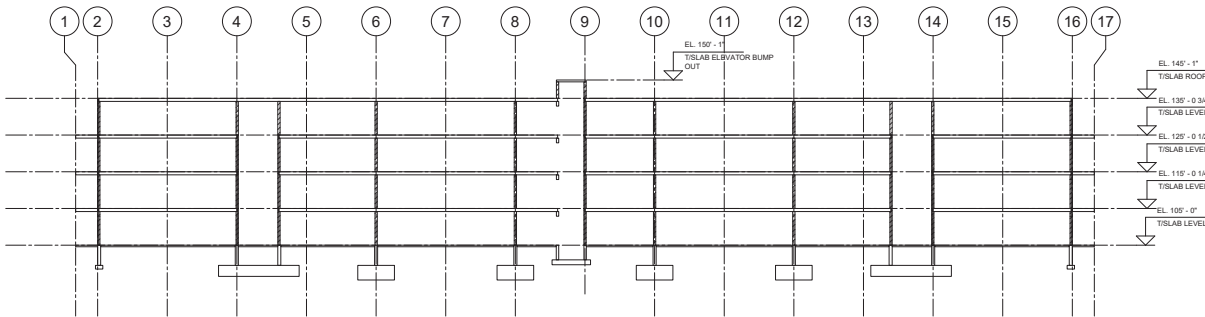 1 2 3 4 5 6 7 8 9 10 11 12 13 14 15 16 17
EL. 150' - 1"
T/SLAB ELEVATOR BUMP
OUT
EL. 145' - 1"
T/SLAB ROOF
EL. 135' - 0 3/4
T/SLAB LEVEL
EL. 125' - 0 1/2
T/SLAB LEVEL
EL. 115' - 0 1/4
T/SLAB LEVEL
EL. 105' - 0"
T/SLAB LEVEL